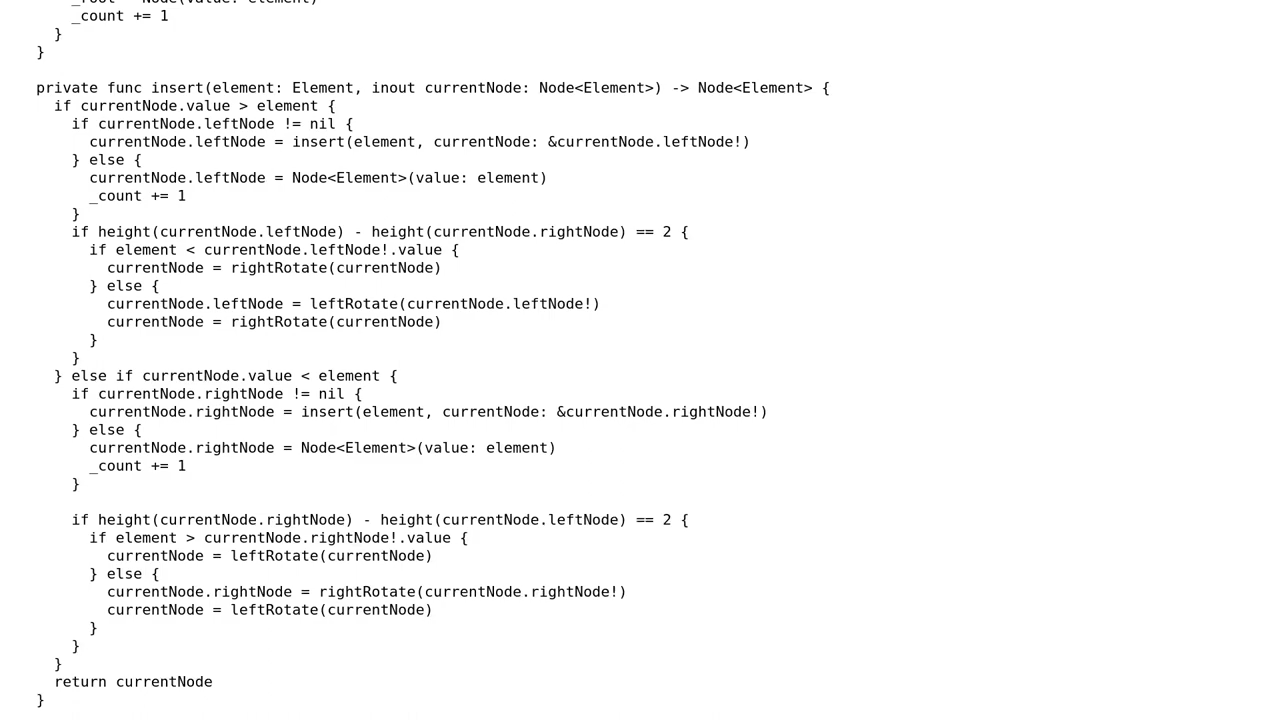 _root = Node(value: element)
_count += 1
}
}
private func insert(element: Element, inout currentNode: Node<Element>) -> Node<Element> {
if currentNode.value > element {
if currentNode.leftNode != nil {
currentNode.leftNode = insert(element, currentNode: &currentNode.leftNode!)
} else {
currentNode.leftNode = Node<Element>(value: element)
_count += 1
}
if height(currentNode.leftNode) - height(currentNode.rightNode) == 2 {
if element < currentNode.leftNode!.value {
currentNode = rightRotate(currentNode)
} else {
currentNode.leftNode = leftRotate(currentNode.leftNode!)
currentNode = rightRotate(currentNode)
}
}
} else if currentNode.value < element {
if currentNode.rightNode != nil {
currentNode.rightNode = insert(element, currentNode: &currentNode.rightNode!)
} else {
currentNode.rightNode = Node<Element>(value: element)
_count += 1
}
if height(currentNode.rightNode) - height(currentNode.leftNode) == 2 {
if element > currentNode.rightNode!.value {
currentNode = leftRotate(currentNode)
} else {
currentNode.rightNode = rightRotate(currentNode.rightNode!)
currentNode = leftRotate(currentNode)
}
}
}
return currentNode
}